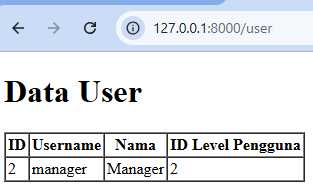 127.0.0.1:8000/user
Data User
ID Username Nama ID Level Pengguna
2 manager Manager 2